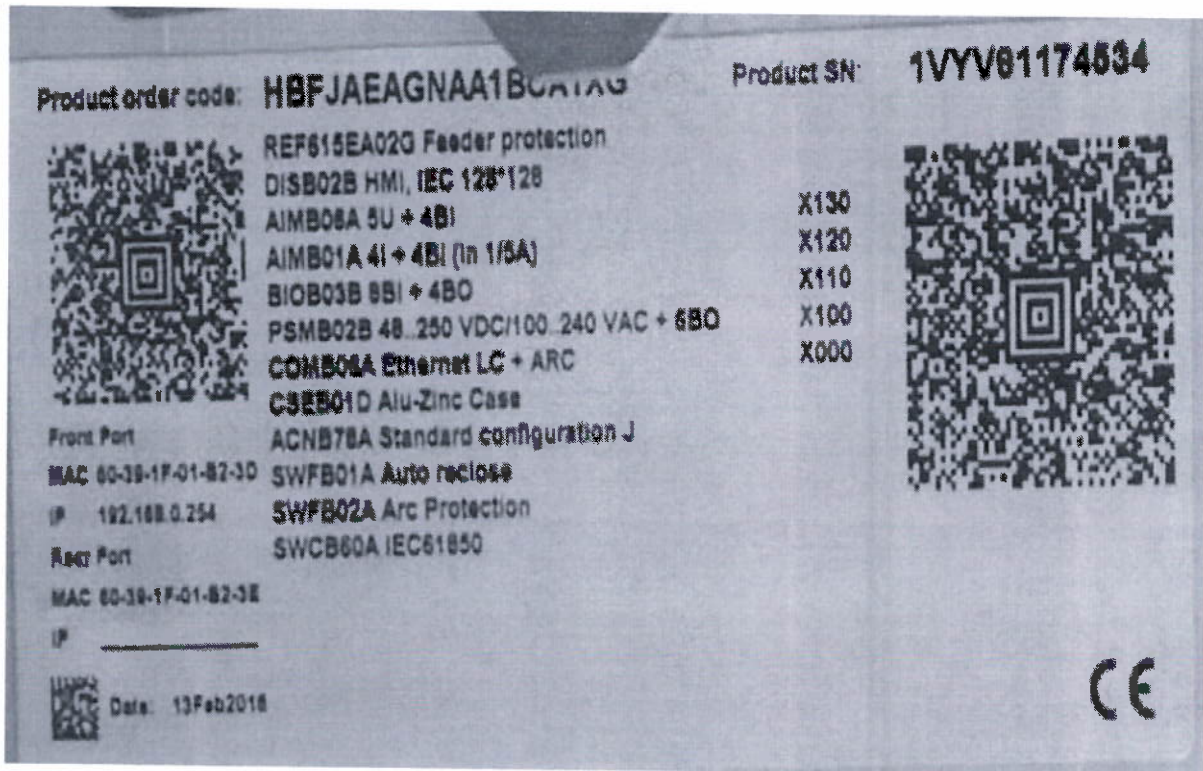 Product order code:
Product SN: 1VYV81174534
REF615EA02G Feeder protection
DISB02B HMI, IEC 128*128
AIMB06A 5U + 4BI X130
AIMB01A 4I + 4BI (In 1/5A) X120
BIOB03B 8BI + 4BO X110
PSMB02B 48..250 VDC/100..240 VAC + 6BO X100
COMB06A Ethernet LC + ARC X000
CSEB01D Alu-Zinc Case
ACNB78A Standard configuration J
SWFB01A Auto reclose
SWFB02A Arc Protection
SWCB60A IEC61850
Front Port
MAC 60-39-1F-01-B2-3D
IP 192.168.0.254
Rear Port
MAC 60-39-1F-01-B2-3E
IP
Date: 13Feb2018
CE